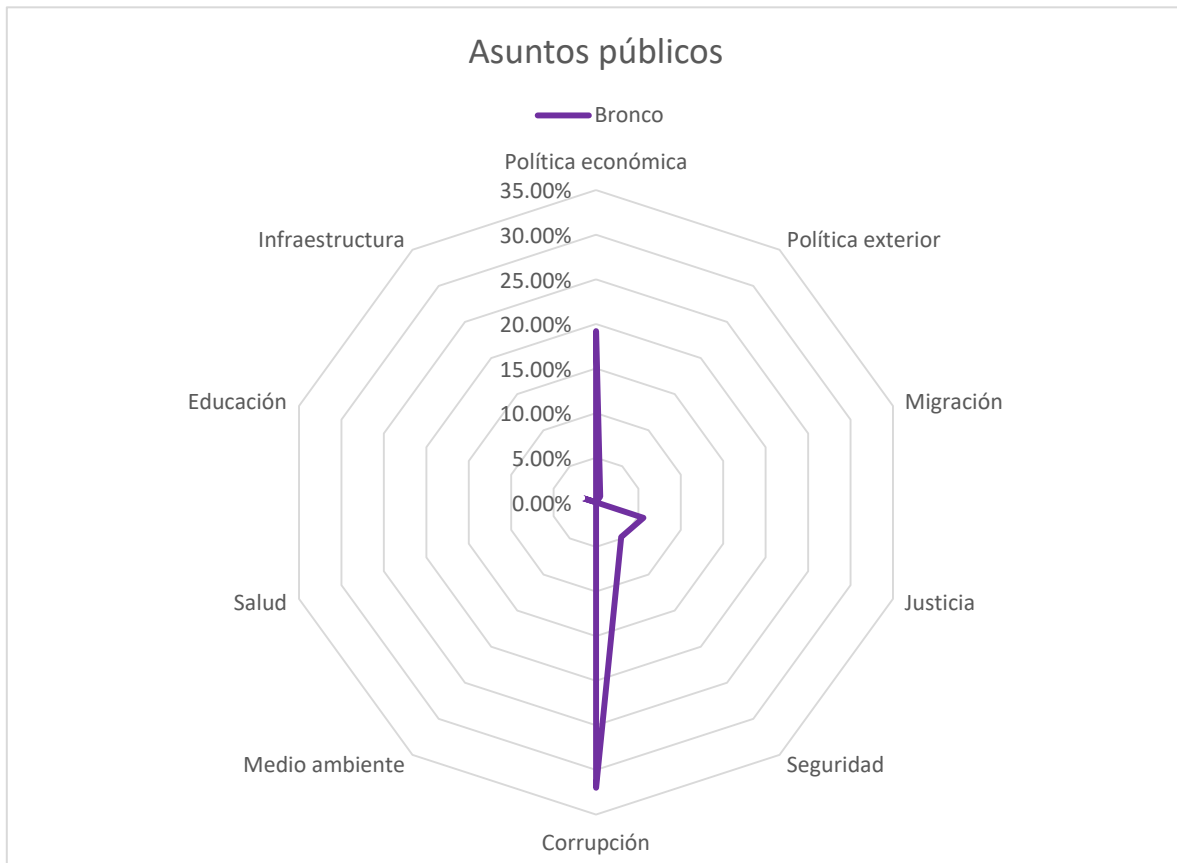 Asuntos públicos
Bronco
Política económica
35.00%
Infraestructura
Política exterior
30.00%
25.00%
20.00%
15.00%
Educación
Migración
10.00%
5.00%
0.00%
Salud
Justicia
Medio ambiente
Seguridad
Corrupción